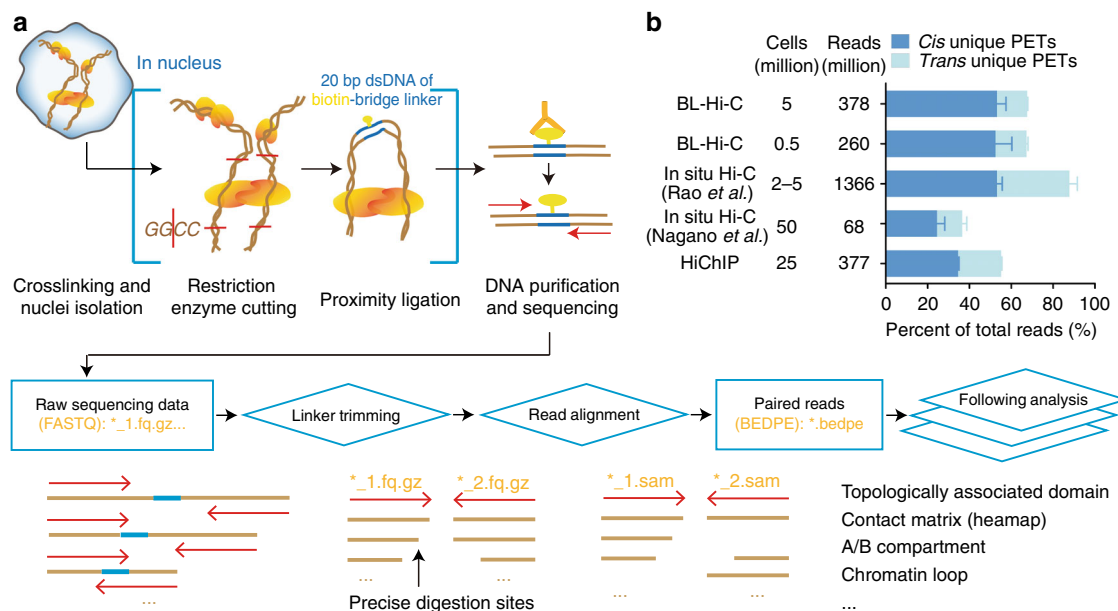 a
In nucleus
20 bp dsDNA of
biotin-bridge linker
GGCC
Crosslinking and
nuclei isolation
Restriction
enzyme cutting
Proximity ligation
DNA purification
and sequencing
b
Cells
(million)
Reads
(million)
Cis unique PETs
Trans unique PETs
BL-Hi-C 5 378
BL-Hi-C 0.5 260
In situ Hi-C
(Rao et al.) 2–5 1366
In situ Hi-C
(Nagano et al.) 50 68
HiChIP 25 377
0 20 40 60 80 100
Percent of total reads (%)
Raw sequencing data
(FASTQ): *_1.fq.gz...
Linker trimming
Read alignment
Paired reads
(BEDPE): *.bedpe
Following analysis
...
*_1.fq.gz *_2.fq.gz
... ...
Precise digestion sites
*_1.sam *_2.sam
... ...
Topologically associated domain
Contact matrix (heamap)
A/B compartment
Chromatin loop
...